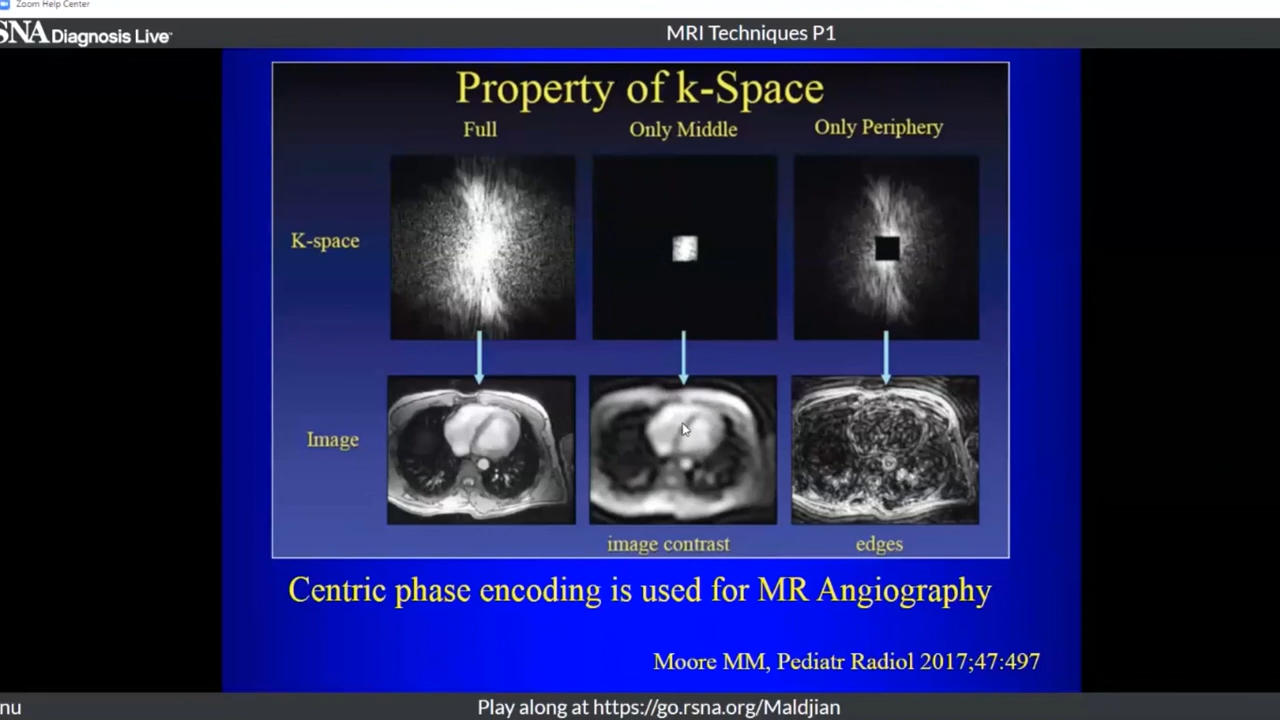 Zoom Help Center
SNA Diagnosis Live™
MRI Techniques P1
Property of k-Space
Full
Only Middle
Only Periphery
K-space
Image
image contrast
edges
Centric phase encoding is used for MR Angiography
Moore MM, Pediatr Radiol 2017;47:497
nu
Play along at https://go.rsna.org/Maldjian